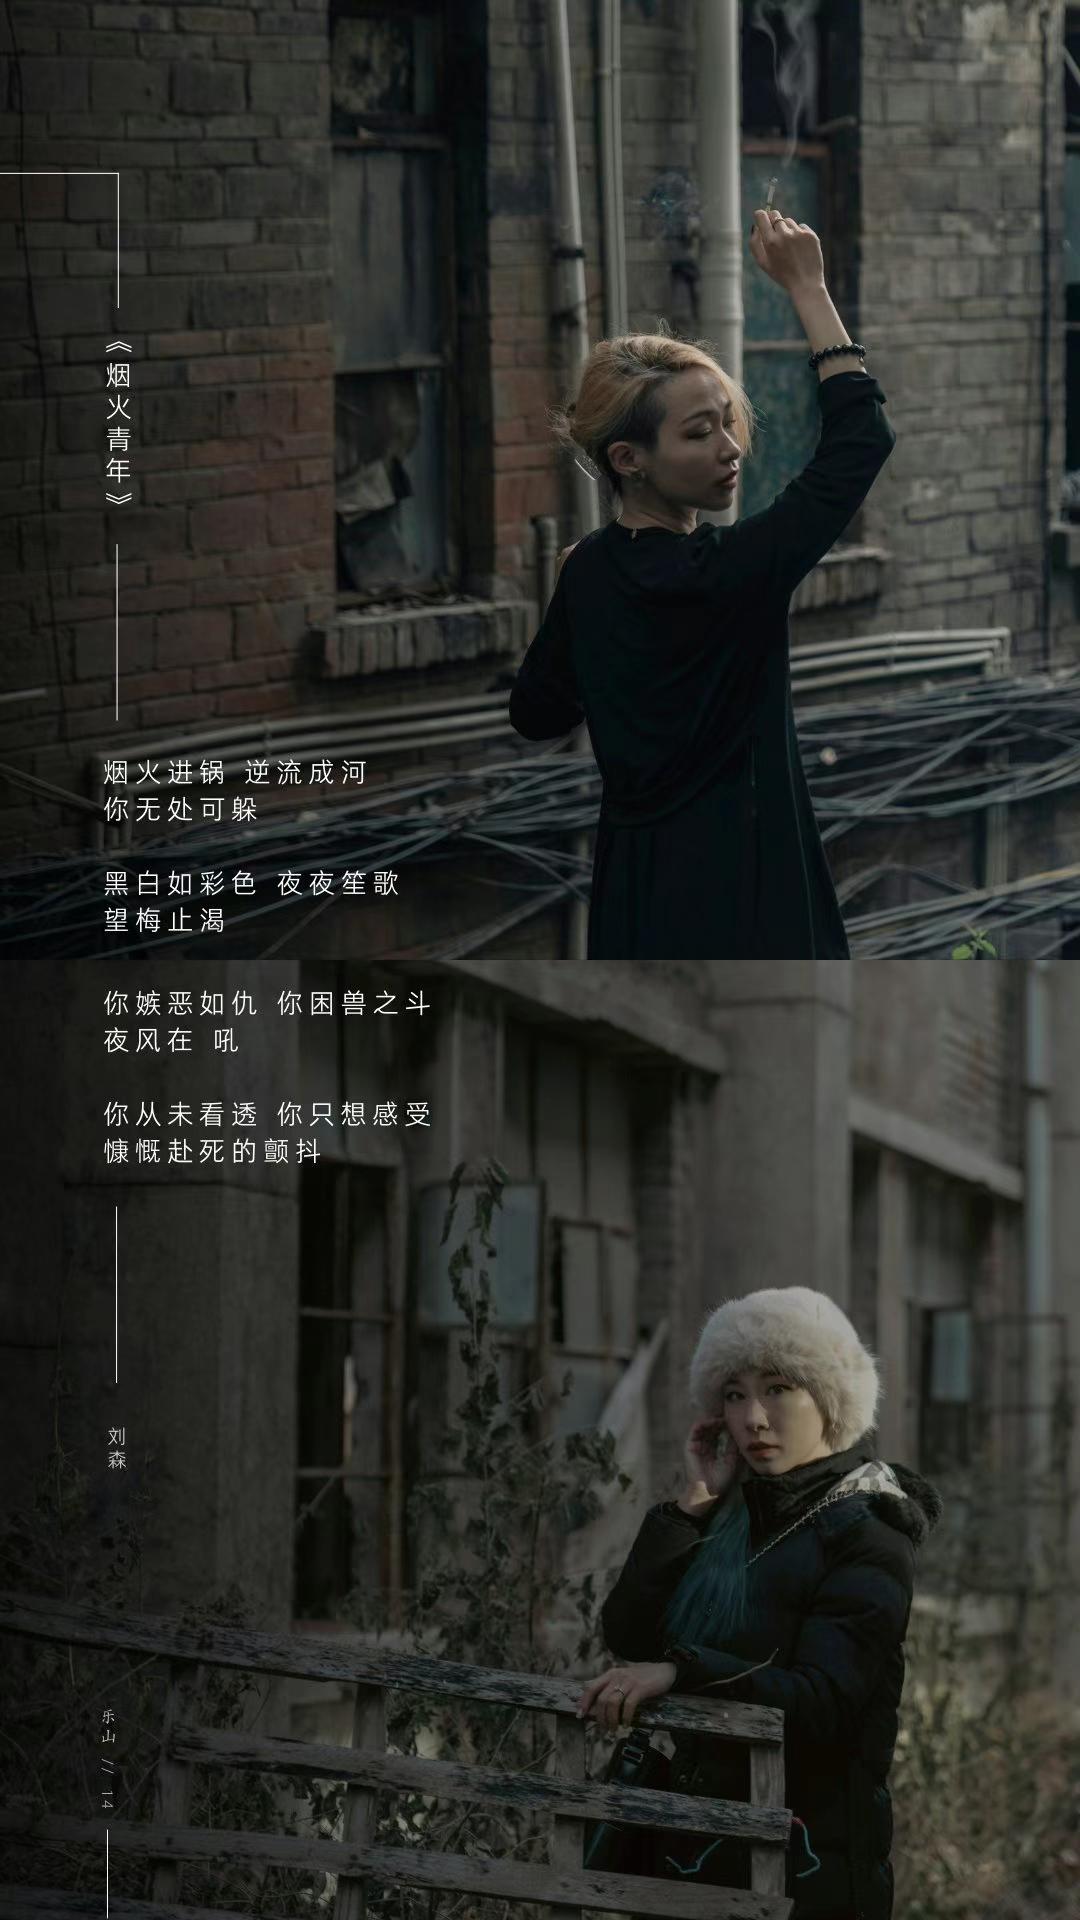 《烟火青年》
烟火进锅 逆流成河
你无处可躲
黑白如彩色 夜夜笙歌
望梅止渴
你嫉恶如仇 你困兽之斗
夜风在 吼
你从未看透 你只想感受
慷慨赴死的颤抖
刘森
乐山 // 14